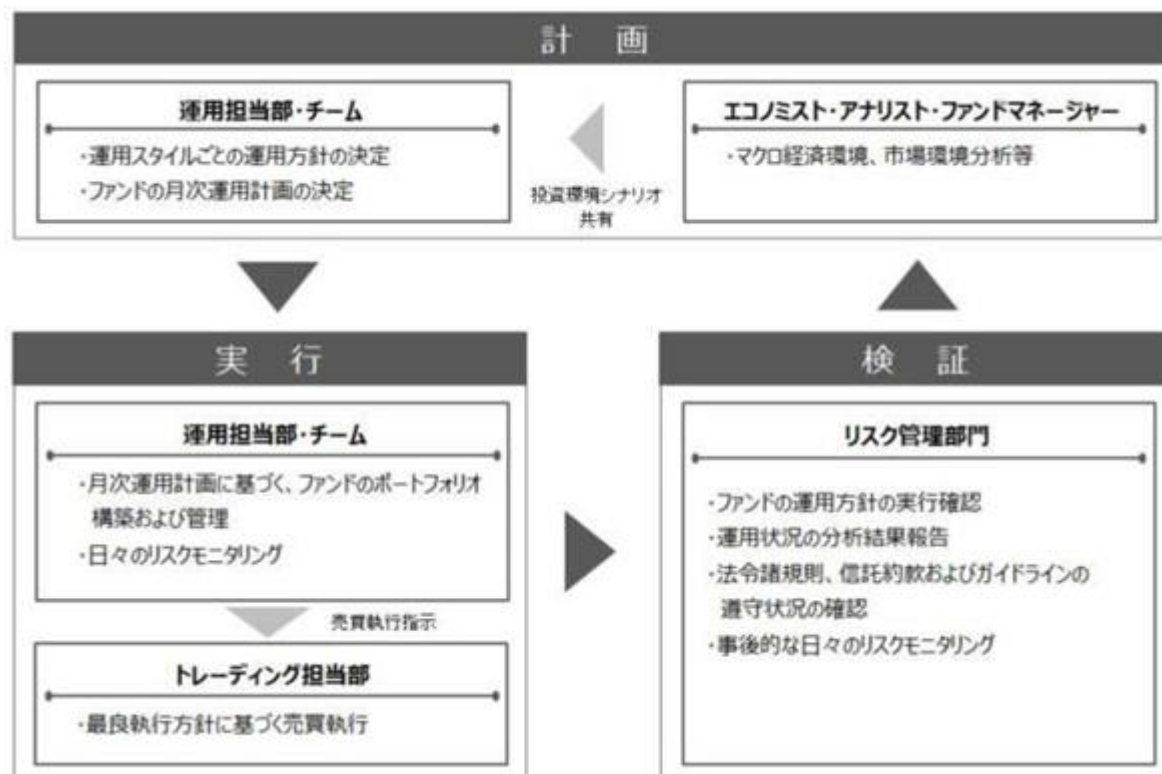 計 画
運用担当部・チーム
・運用スタイルごとの運用方針の決定
・ファンドの月次運用計画の決定
投資環境シナリオ
共有
エコノミスト・アナリスト・ファンドマネージャー
・マクロ経済環境、市場環境分析等
実 行
運用担当部・チーム
・月次運用計画に基づく、ファンドのポートフォリオ
構築および管理
・日々のリスクモニタリング
売買執行指示
トレーディング担当部
・最良執行方針に基づく売買執行
検 証
リスク管理部門
・ファンドの運用方針の実行確認
・運用状況の分析結果報告
・法令諸規則、信託約款およびガイドラインの
遵守状況の確認
・事後的な日々のリスクモニタリング